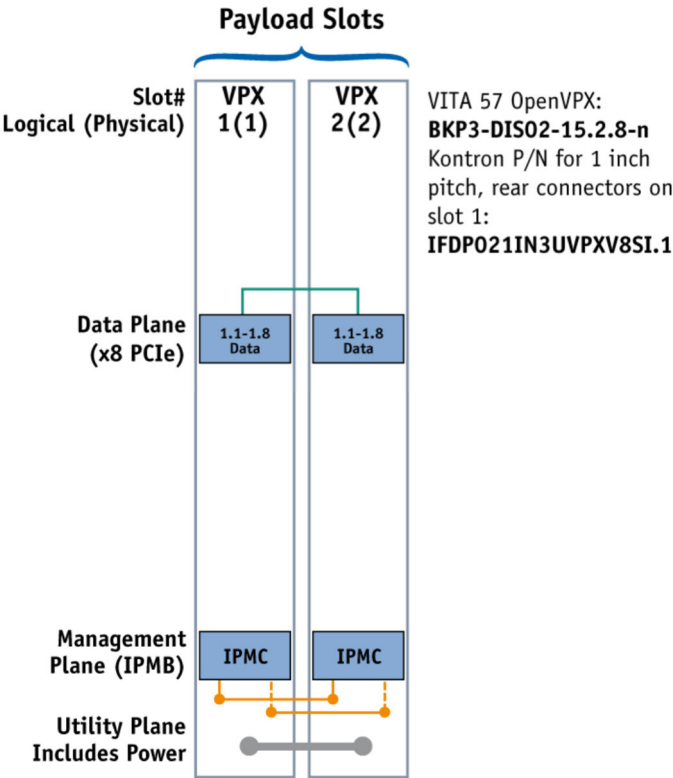 Payload Slots
Slot#
Logical (Physical)
VPX
1(1)
VPX
2(2)
VITA 57 OpenVPX:
BKP3-DIS02-15.2.8-n
Kontron P/N for 1 inch
pitch, rear connectors on
slot 1:
IFDP021IN3UVPXV8SI.1
Data Plane
(x8 PCIe)
1.1-1.8
Data
1.1-1.8
Data
Management
Plane (IPMB)
IPMC
IPMC
Utility Plane
Includes Power